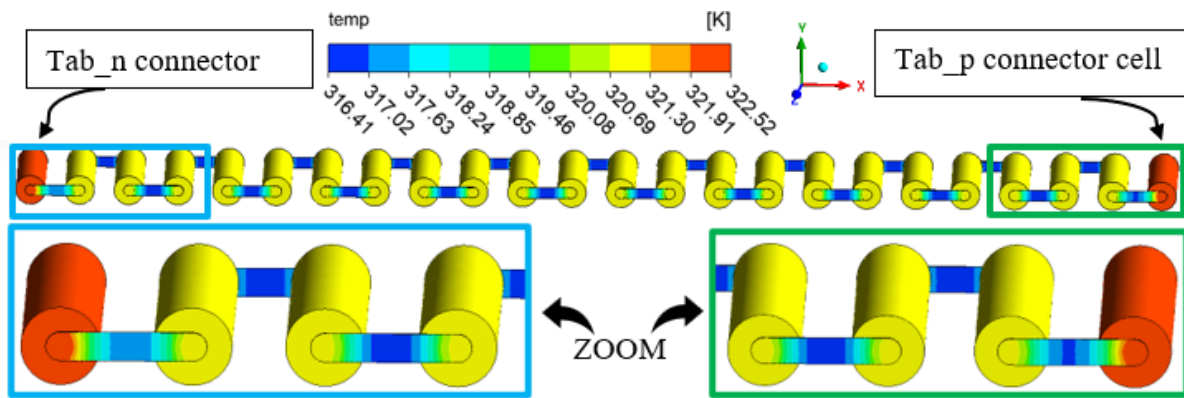 temp [K]
316.41
317.02
317.63
318.24
318.85
319.46
320.08
320.69
321.30
321.91
322.52
Y
X
Z
Tab_n connector
Tab_p connector cell
ZOOM